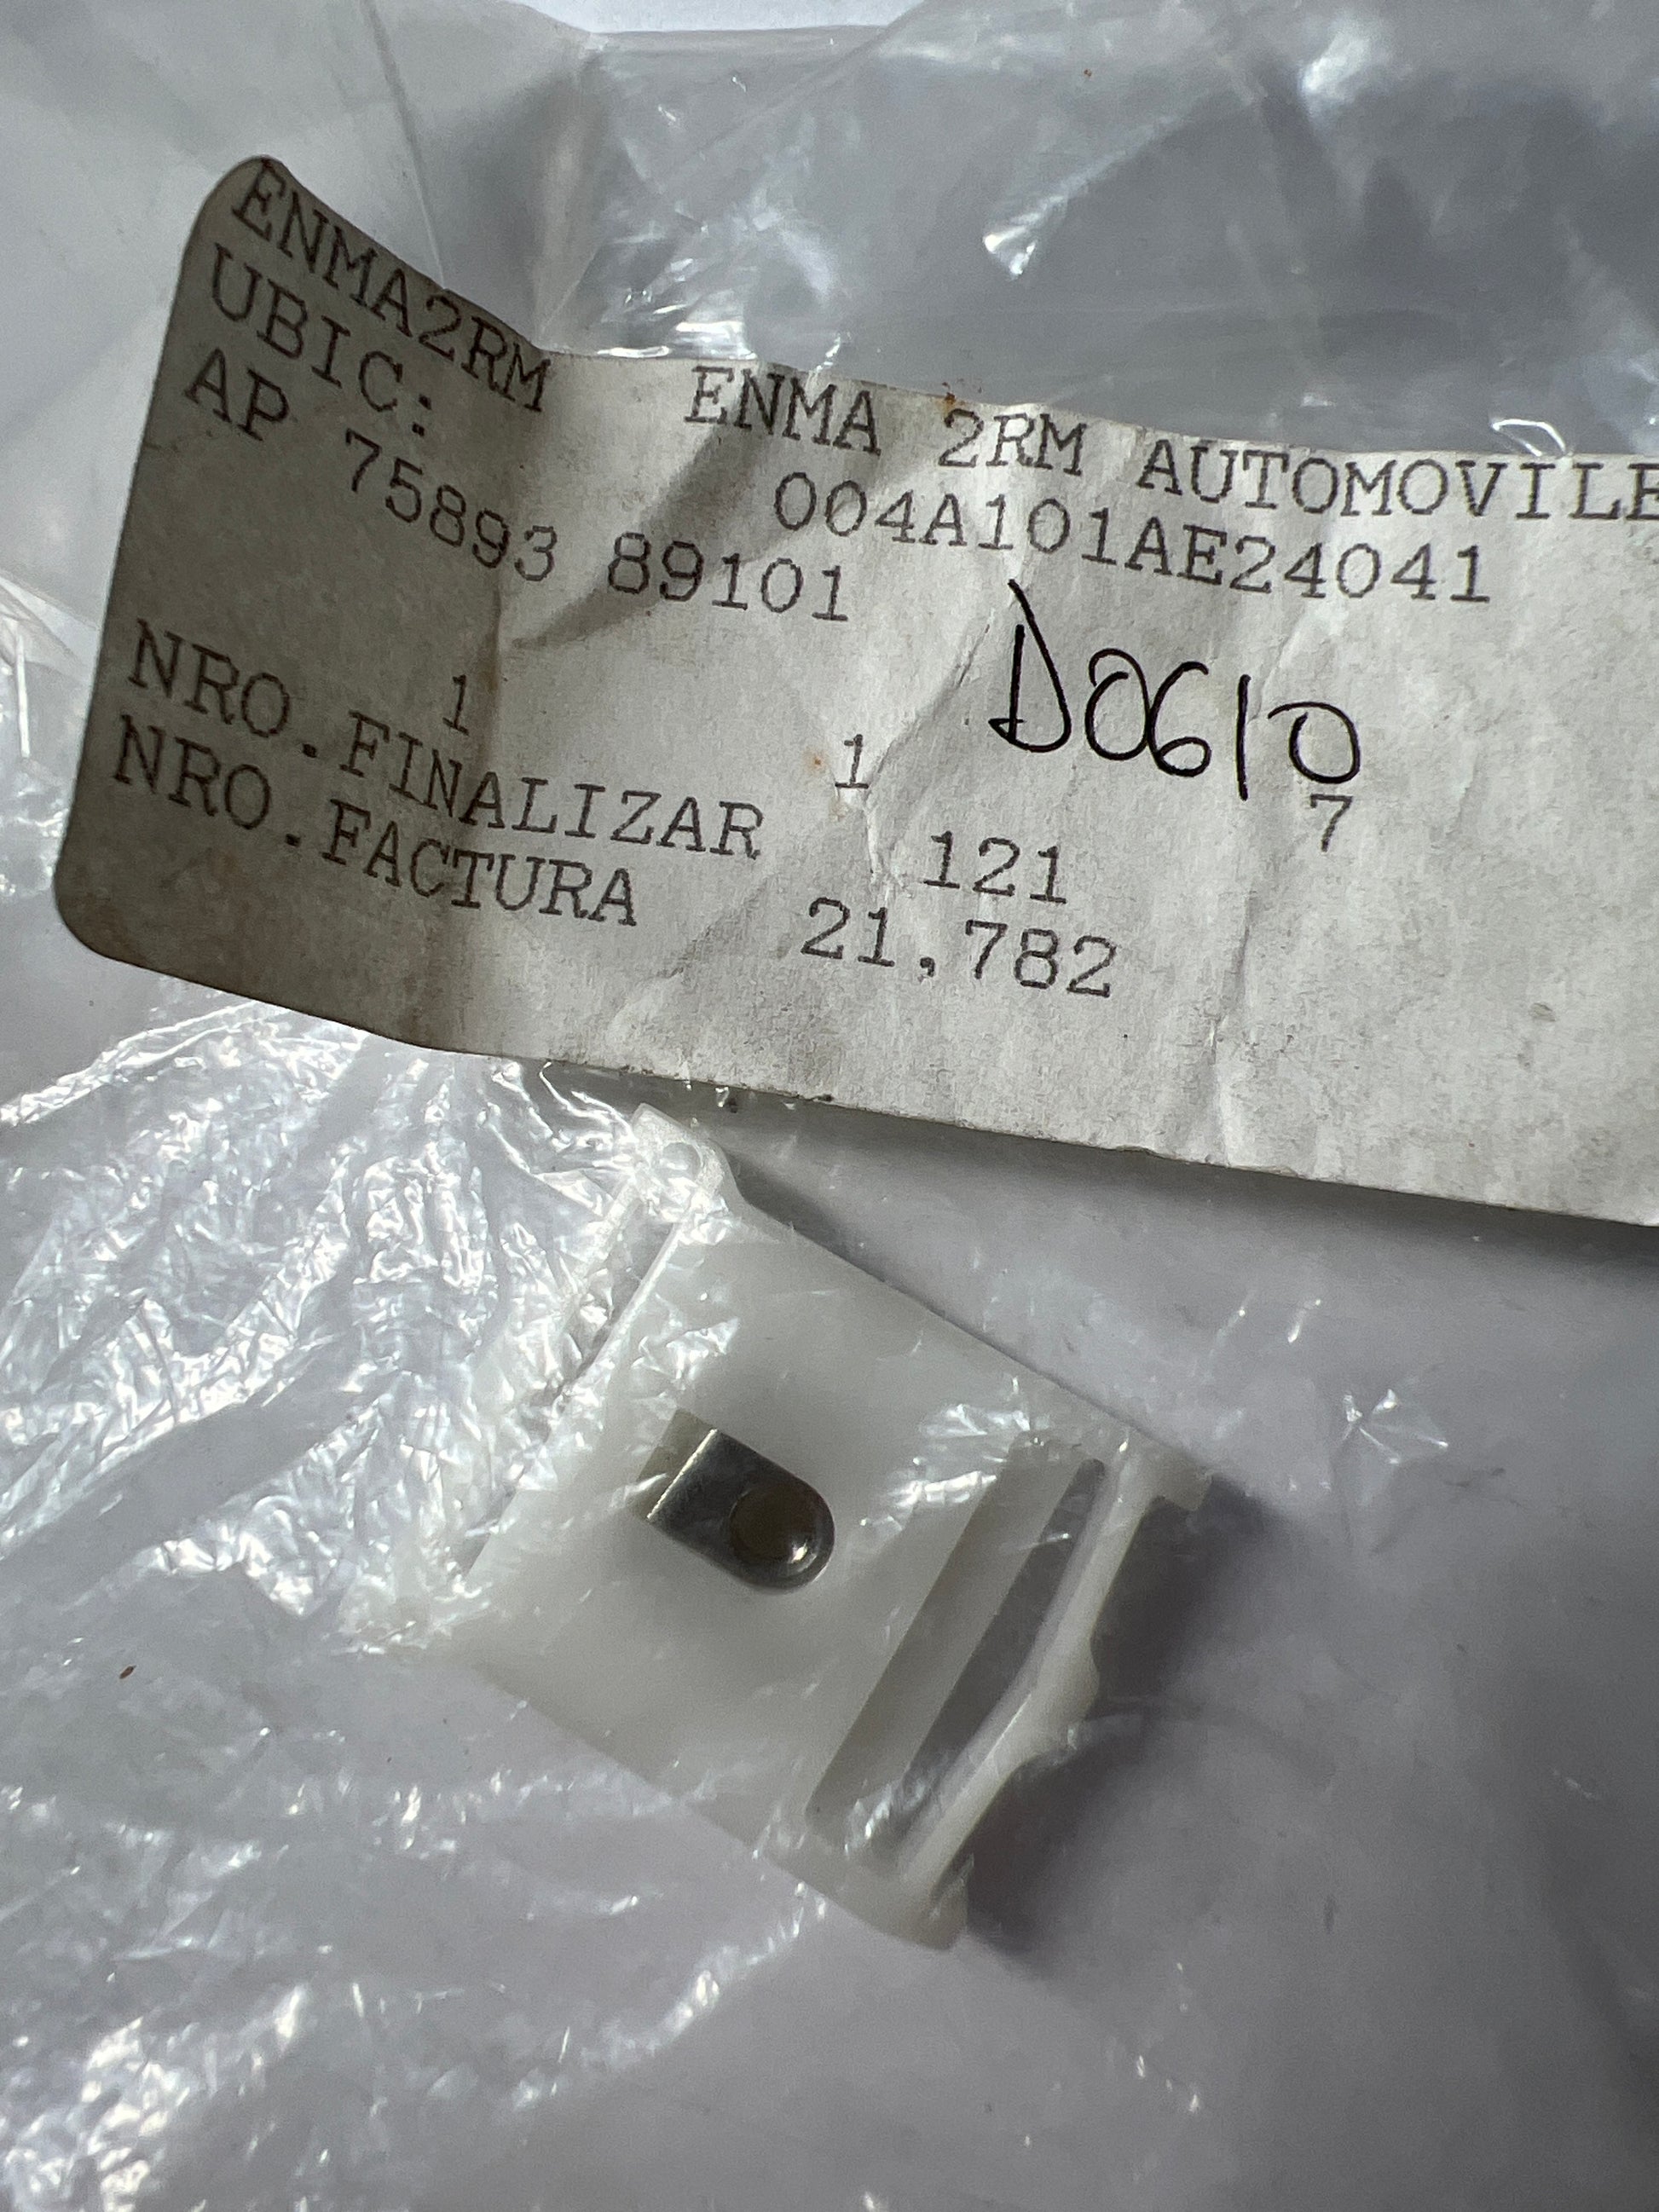 ENMA2RM ENMA 2RM AUTOMOVILE
UBIC: 004A101AE24041
AP 75893 89101
D0610
1 1 7
NRO.FINALIZAR 121
NRO.FACTURA 21,782